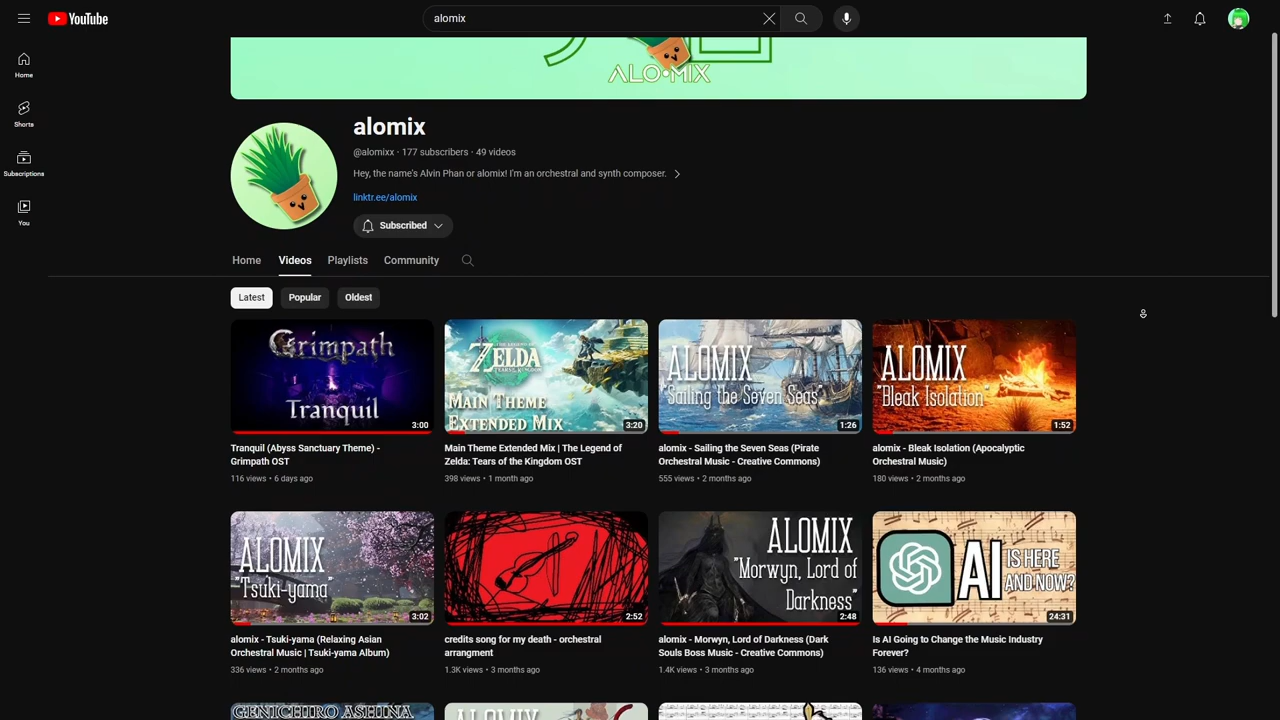 YouTube
alomix
Home
Shorts
Subscriptions
You
ALO•MIX
alomix
@alomixx · 177 subscribers · 49 videos
Hey, the name's Alvin Phan or alomix! I'm an orchestral and synth composer.
linktr.ee/alomix
Subscribed
Home Videos Playlists Community
Latest Popular Oldest
Grimpath
Tranquil
3:00
THE LEGEND OF
ZELDA
TEARS OF THE KINGDOM
MAIN THEME
EXTENDED MIX
3:20
ALOMIX
"Sailing the Seven Seas"
1:26
ALOMIX
"Bleak Isolation"
1:52
Tranquil (Abyss Sanctuary Theme) -
Grimpath OST
116 views • 6 days ago
Main Theme Extended Mix | The Legend of
Zelda: Tears of the Kingdom OST
398 views • 1 month ago
alomix - Sailing the Seven Seas (Pirate
Orchestral Music - Creative Commons)
555 views • 2 months ago
alomix - Bleak Isolation (Apocalyptic
Orchestral Music)
180 views • 2 months ago
ALOMIX
"Tsuki-yama"
3:02
2:52
ALOMIX
"Morwyn, Lord of
Darkness"
2:48
AI IS HERE
AND NOW?
24:31
alomix - Tsuki-yama (Relaxing Asian
Orchestral Music | Tsuki-yama Album)
336 views • 2 months ago
credits song for my death - orchestral
arrangment
1.3K views • 3 months ago
alomix - Morwyn, Lord of Darkness (Dark
Souls Boss Music - Creative Commons)
1.4K views • 3 months ago
Is AI Going to Change the Music Industry
Forever?
136 views • 4 months ago
GENICHIRO ASHINA
ALOMIX